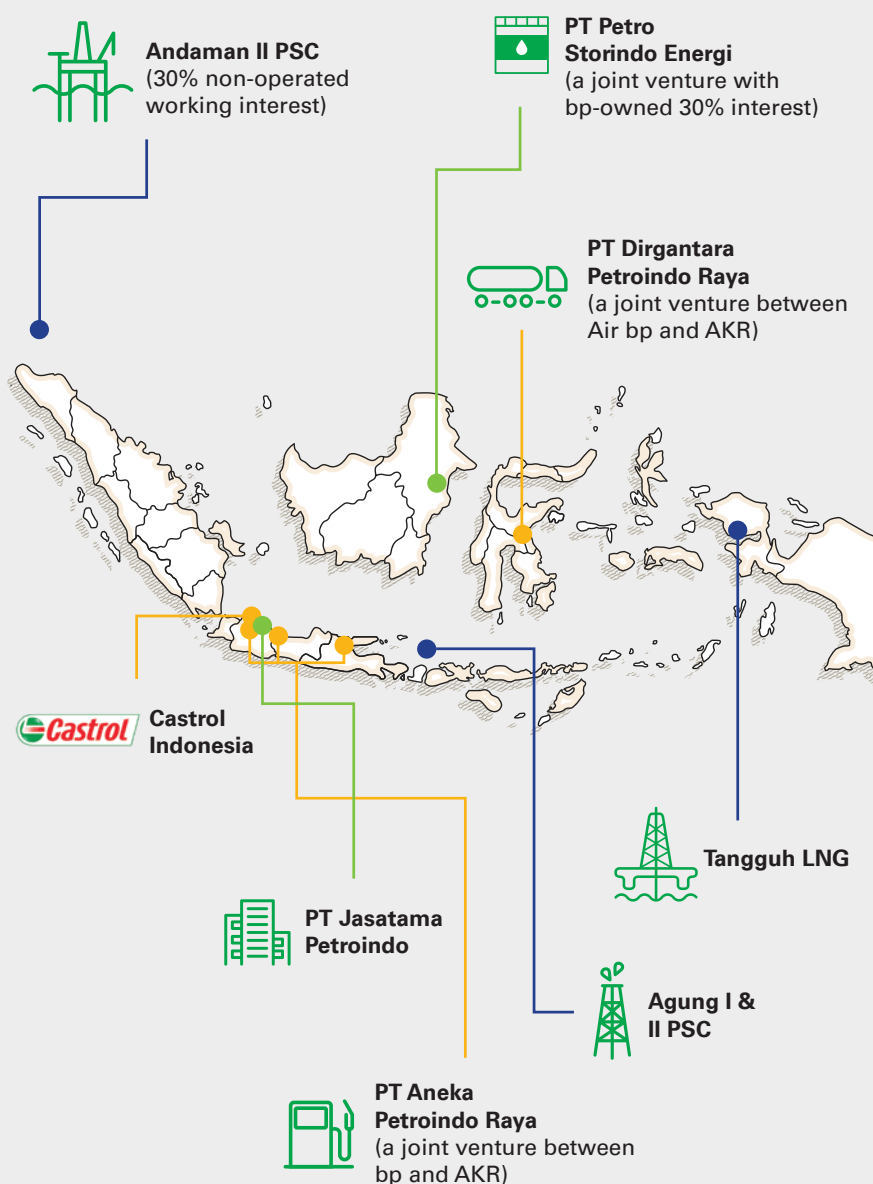 Andaman II PSC
(30% non-operated
working interest)
PT Petro
Storindo Energi
(a joint venture with
bp-owned 30% interest)
PT Dirgantara
Petroindo Raya
(a joint venture between
Air bp and AKR)
Castrol
Castrol
Indonesia
Tangguh LNG
PT Jasatama
Petroindo
Agung I &
II PSC
PT Aneka
Petroindo Raya
(a joint venture between
bp and AKR)